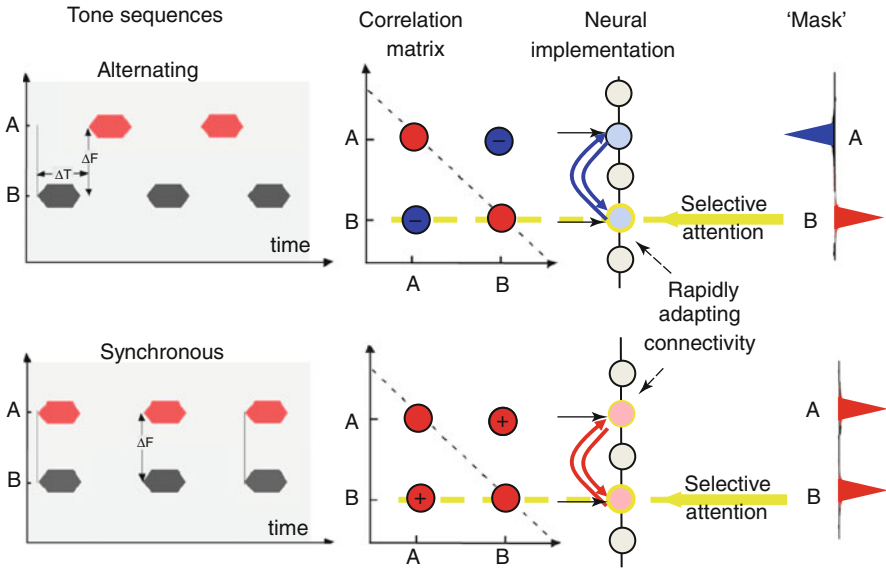 Tone sequences
Correlation
matrix
Neural
implementation
‘Mask’
Alternating
A
B
ΔT
ΔF
time
A
B
−
−
A
B
Selective
attention
A
B
Rapidly
adapting
connectivity
Synchronous
A
B
ΔF
time
A
B
+
+
A
B
Selective
attention
A
B